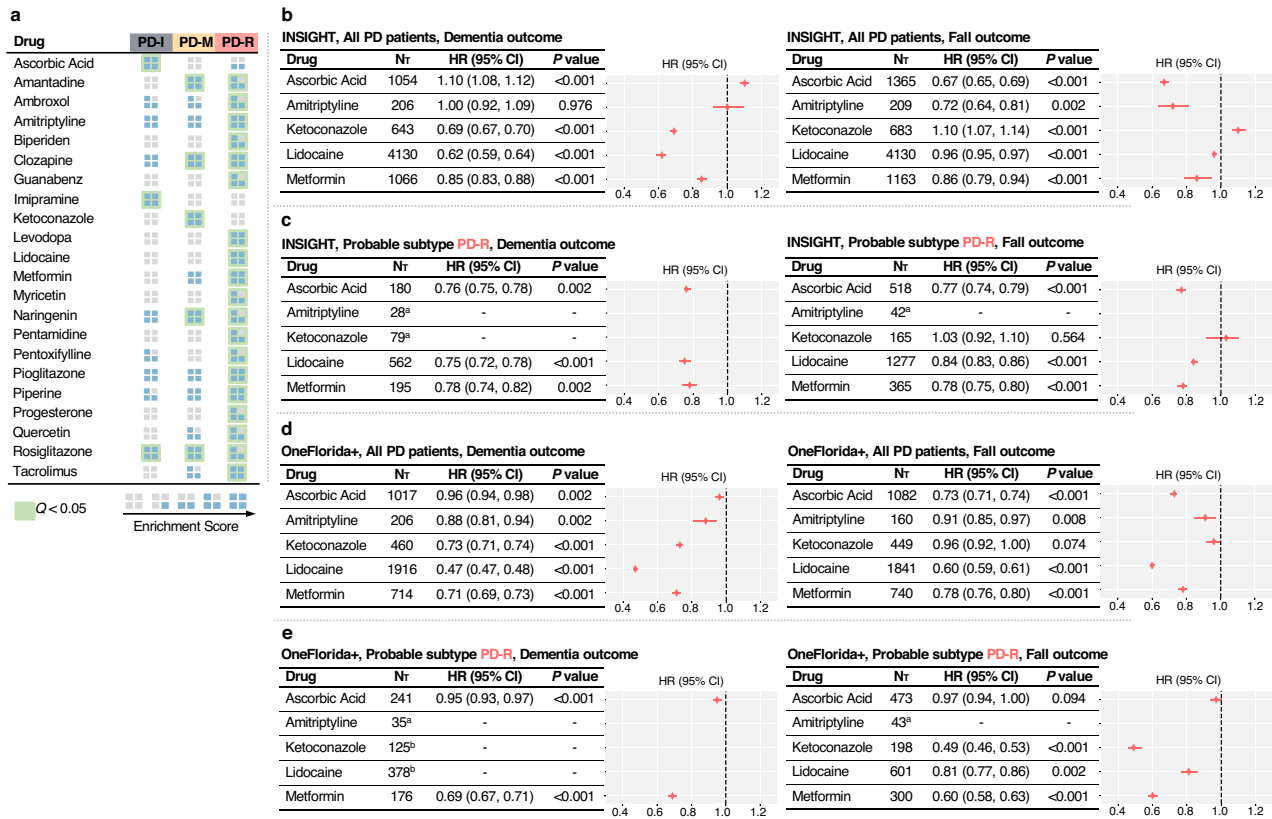 a
Drug PD-I PD-M PD-R
Ascorbic Acid
Amantadine
Ambroxol
Amitriptyline
Biperiden
Clozapine
Guanabenz
Imipramine
Ketoconazole
Levodopa
Lidocaine
Metformin
Myricetin
Naringenin
Pentamidine
Pentoxifylline
Pioglitazone
Piperine
Progesterone
Quercetin
Rosiglitazone
Tacrolimus
Q < 0.05
Enrichment Score
b
INSIGHT, All PD patients, Dementia outcome
Drug NT HR (95% CI) P value
Ascorbic Acid 1054 1.10 (1.08, 1.12) <0.001
Amitriptyline 206 1.00 (0.92, 1.09) 0.976
Ketoconazole 643 0.69 (0.67, 0.70) <0.001
Lidocaine 4130 0.62 (0.59, 0.64) <0.001
Metformin 1066 0.85 (0.83, 0.88) <0.001
HR (95% CI)
0.4 0.6 0.8 1.0 1.2
INSIGHT, All PD patients, Fall outcome
Drug NT HR (95% CI) P value
Ascorbic Acid 1365 0.67 (0.65, 0.69) <0.001
Amitriptyline 209 0.72 (0.64, 0.81) 0.002
Ketoconazole 683 1.10 (1.07, 1.14) <0.001
Lidocaine 4130 0.96 (0.95, 0.97) <0.001
Metformin 1163 0.86 (0.79, 0.94) <0.001
HR (95% CI)
0.4 0.6 0.8 1.0 1.2
c
INSIGHT, Probable subtype PD-R, Dementia outcome
Drug NT HR (95% CI) P value
Ascorbic Acid 180 0.76 (0.75, 0.78) 0.002
Amitriptyline 28a - -
Ketoconazole 79a - -
Lidocaine 562 0.75 (0.72, 0.78) <0.001
Metformin 195 0.78 (0.74, 0.82) 0.002
HR (95% CI)
0.4 0.6 0.8 1.0 1.2
INSIGHT, Probable subtype PD-R, Fall outcome
Drug NT HR (95% CI) P value
Ascorbic Acid 518 0.77 (0.74, 0.79) <0.001
Amitriptyline 42a - -
Ketoconazole 165 1.03 (0.92, 1.10) 0.564
Lidocaine 1277 0.84 (0.83, 0.86) <0.001
Metformin 365 0.78 (0.75, 0.80) <0.001
HR (95% CI)
0.4 0.6 0.8 1.0 1.2
d
OneFlorida+, All PD patients, Dementia outcome
Drug NT HR (95% CI) P value
Ascorbic Acid 1017 0.96 (0.94, 0.98) 0.002
Amitriptyline 206 0.88 (0.81, 0.94) 0.002
Ketoconazole 460 0.73 (0.71, 0.74) <0.001
Lidocaine 1916 0.47 (0.47, 0.48) <0.001
Metformin 714 0.71 (0.69, 0.73) <0.001
HR (95% CI)
0.4 0.6 0.8 1.0 1.2
OneFlorida+, All PD patients, Fall outcome
Drug NT HR (95% CI) P value
Ascorbic Acid 1082 0.73 (0.71, 0.74) <0.001
Amitriptyline 160 0.91 (0.85, 0.97) 0.008
Ketoconazole 449 0.96 (0.92, 1.00) 0.074
Lidocaine 1841 0.60 (0.59, 0.61) <0.001
Metformin 740 0.78 (0.76, 0.80) <0.001
HR (95% CI)
0.4 0.6 0.8 1.0 1.2
e
OneFlorida+, Probable subtype PD-R, Dementia outcome
Drug NT HR (95% CI) P value
Ascorbic Acid 241 0.95 (0.93, 0.97) <0.001
Amitriptyline 35a - -
Ketoconazole 125b - -
Lidocaine 378b - -
Metformin 176 0.69 (0.67, 0.71) <0.001
HR (95% CI)
0.4 0.6 0.8 1.0 1.2
OneFlorida+, Probable subtype PD-R, Fall outcome
Drug NT HR (95% CI) P value
Ascorbic Acid 473 0.97 (0.94, 1.00) 0.094
Amitriptyline 43a - -
Ketoconazole 198 0.49 (0.46, 0.53) <0.001
Lidocaine 601 0.81 (0.77, 0.86) 0.002
Metformin 300 0.60 (0.58, 0.63) <0.001
HR (95% CI)
0.4 0.6 0.8 1.0 1.2